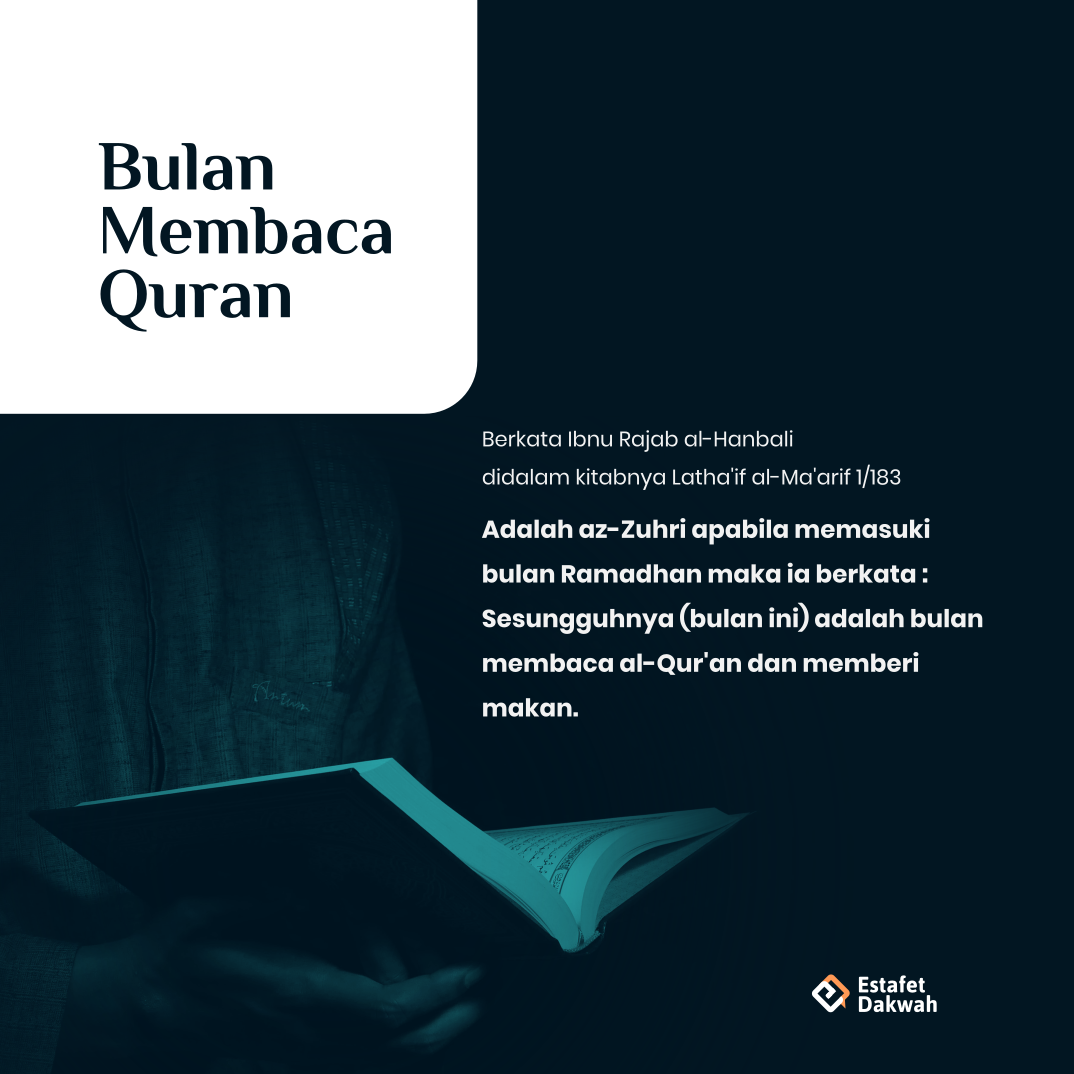 Bulan
Membaca
Quran
Berkata Ibnu Rajab al-Hanbali
didalam kitabnya Latha'if al-Ma'arif 1/183
Adalah az-Zuhri apabila memasuki
bulan Ramadhan maka ia berkata :
Sesungguhnya (bulan ini) adalah bulan
membaca al-Qur'an dan memberi
makan.
Estafet
Dakwah